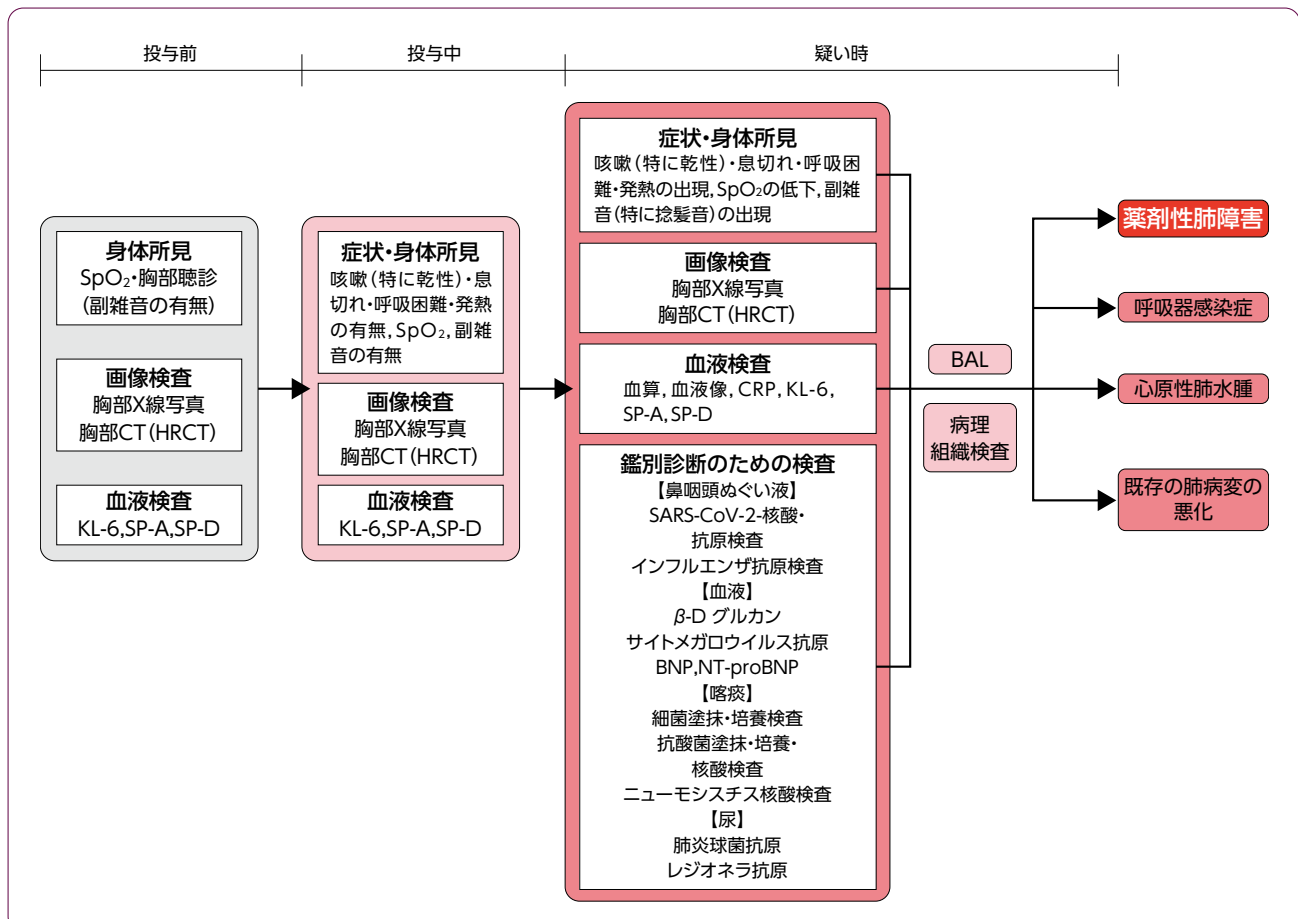 投与前
投与中
疑い時
身体所見
SpO₂・胸部聴診
(副雑音の有無)
画像検査
胸部X線写真
胸部CT(HRCT)
血液検査
KL-6,SP-A,SP-D
症状・身体所見
咳嗽(特に乾性)・息
切れ・呼吸困難・発熱
の有無,SpO₂,副雑
音の有無
画像検査
胸部X線写真
胸部CT(HRCT)
血液検査
KL-6,SP-A,SP-D
症状・身体所見
咳嗽(特に乾性)・息切れ・呼吸困
難・発熱の出現,SpO₂の低下,副雑
音(特に捻髪音)の出現
画像検査
胸部X線写真
胸部CT(HRCT)
血液検査
血算,血液像,CRP,KL-6,
SP-A,SP-D
鑑別診断のための検査
【鼻咽頭ぬぐい液】
SARS-CoV-2-核酸・
抗原検査
インフルエンザ抗原検査
【血液】
β-D グルカン
サイトメガロウイルス抗原
BNP,NT-proBNP
【喀痰】
細菌塗抹・培養検査
抗酸菌塗抹・培養・
核酸検査
ニューモシスチス核酸検査
【尿】
肺炎球菌抗原
レジオネラ抗原
BAL
病理
組織検査
薬剤性肺障害
呼吸器感染症
心原性肺水腫
既存の肺病変の
悪化